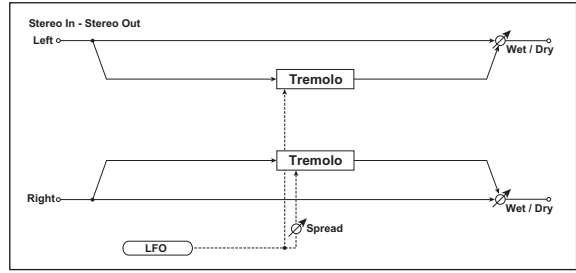 Stereo In - Stereo Out
Left
Wet / Dry
Tremolo
Tremolo
Right
Wet / Dry
Spread
LFO